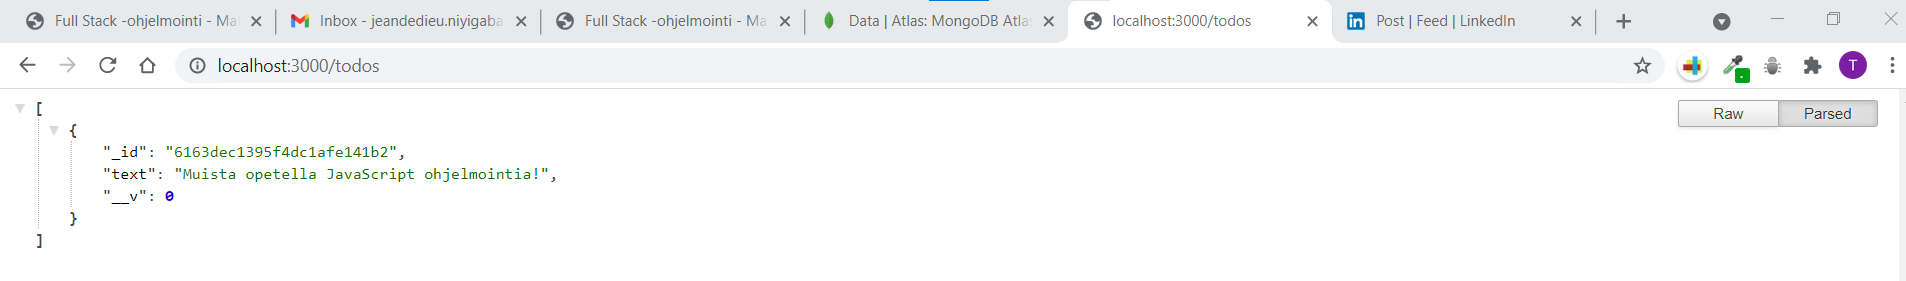 Full Stack -ohjelmointi - Ma
Inbox - jeandedieu.niyigaba
Full Stack -ohjelmointi - Ma
Data | Atlas: MongoDB Atla
localhost:3000/todos
Post | Feed | LinkedIn
localhost:3000/todos
T
Raw
Parsed
[
{
"_id": "6163dec1395f4dc1afe141b2",
"text": "Muista opetella JavaScript ohjelmointia!",
"__v": 0
}
]